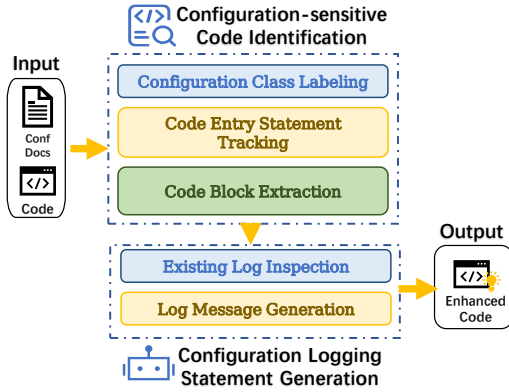 Configuration-sensitive
Code Identification
Input
Conf
Docs
Code
Configuration Class Labeling
Code Entry Statement
Tracking
Code Block Extraction
Existing Log Inspection
Log Message Generation
Output
Enhanced
Code
Configuration Logging
Statement Generation